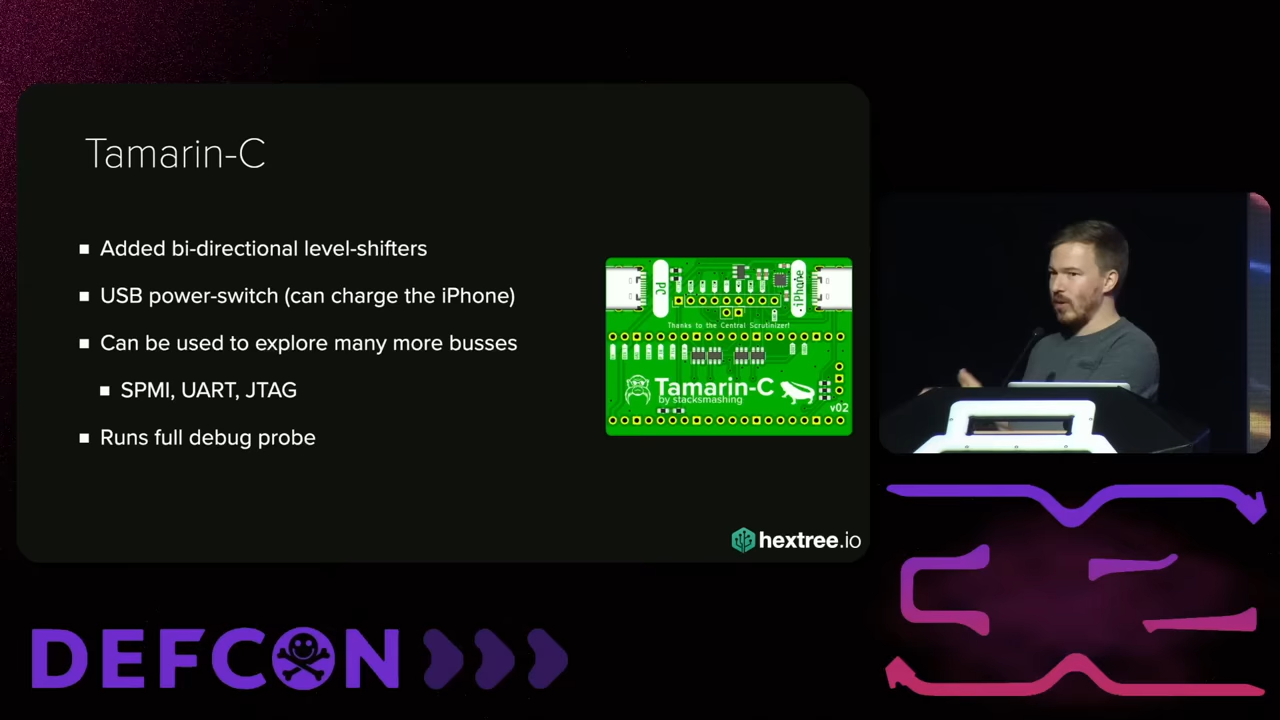 Tamarin-C
Added bi-directional level-shifters
USB power-switch (can charge the iPhone)
Can be used to explore many more busses
SPMI, UART, JTAG
Runs full debug probe
PC
iPhone
Thanks to the Central Scrutinizer!
Tamarin-C
by stacksmashing
v02
hextree.io
DEFCON